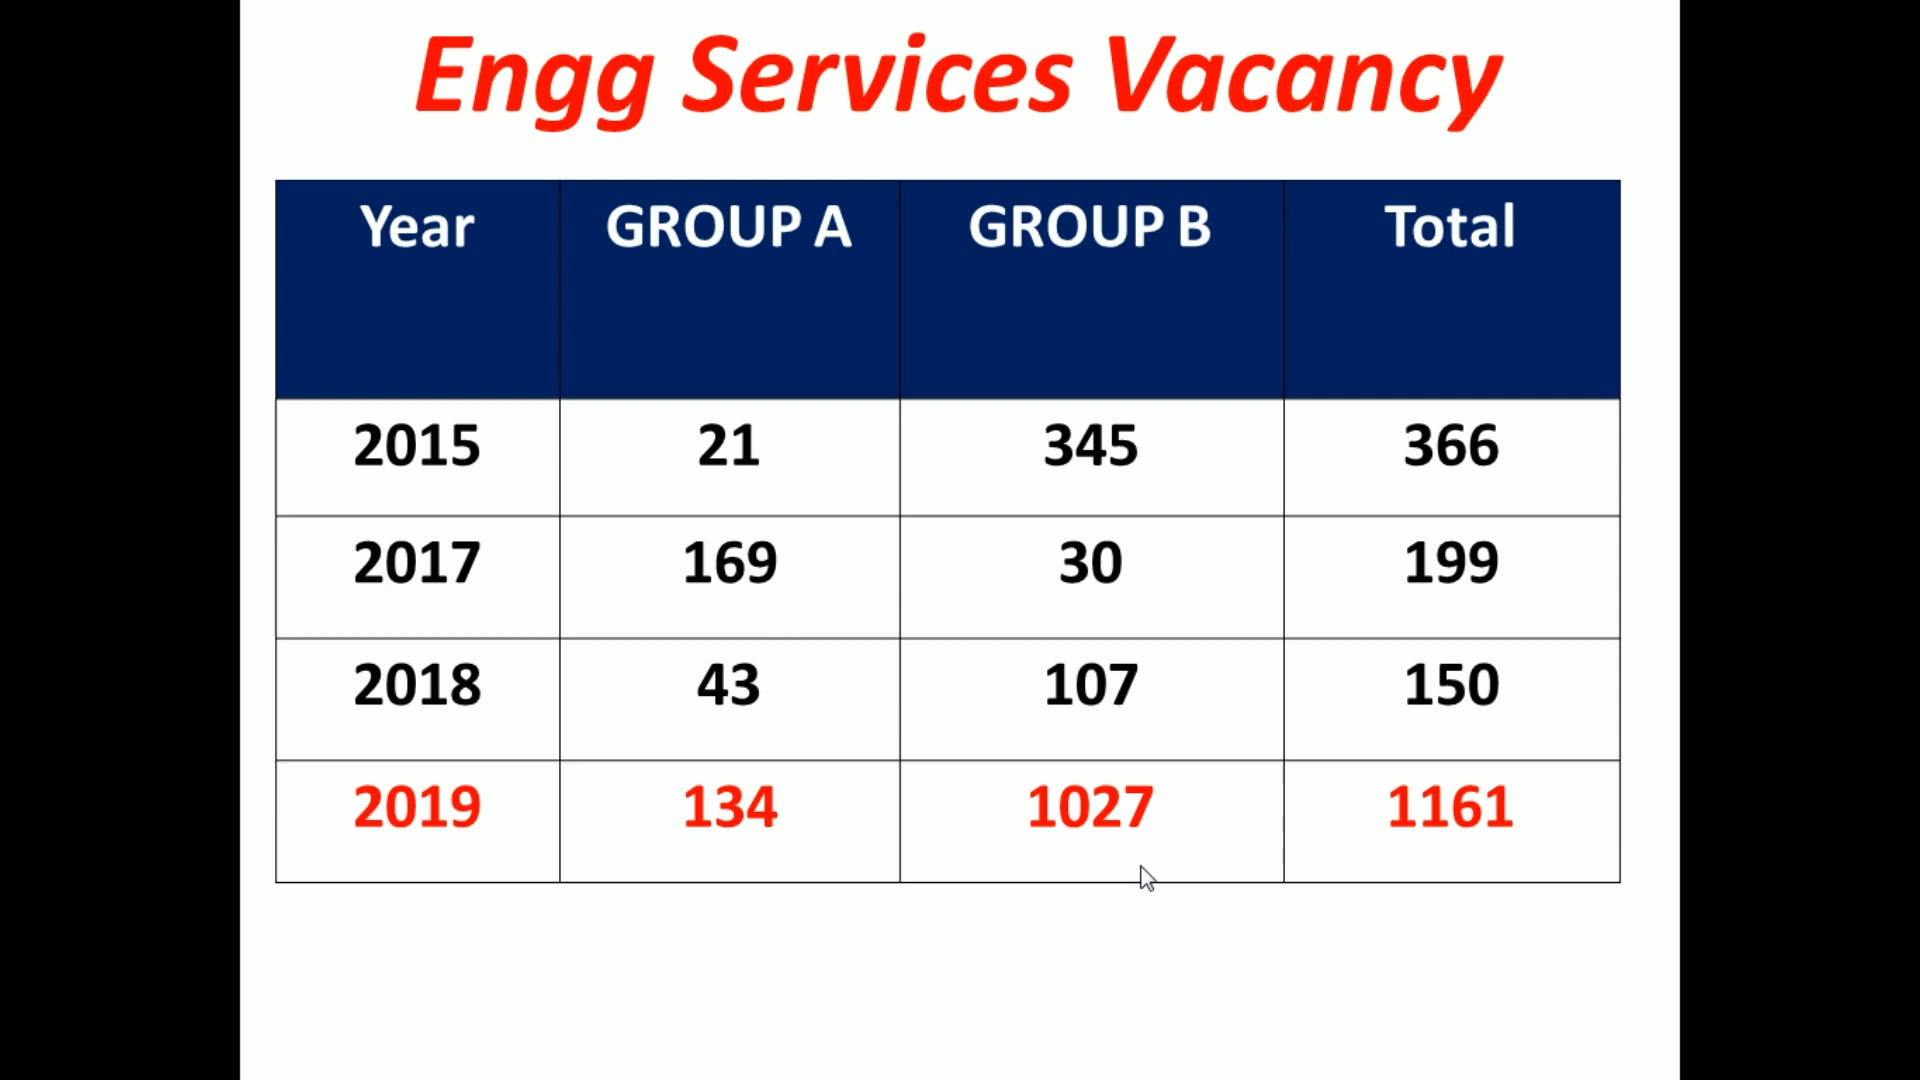 Engg Services Vacancy
Year GROUP A GROUP B Total
2015 21 345 366
2017 169 30 199
2018 43 107 150
2019 134 1027 1161